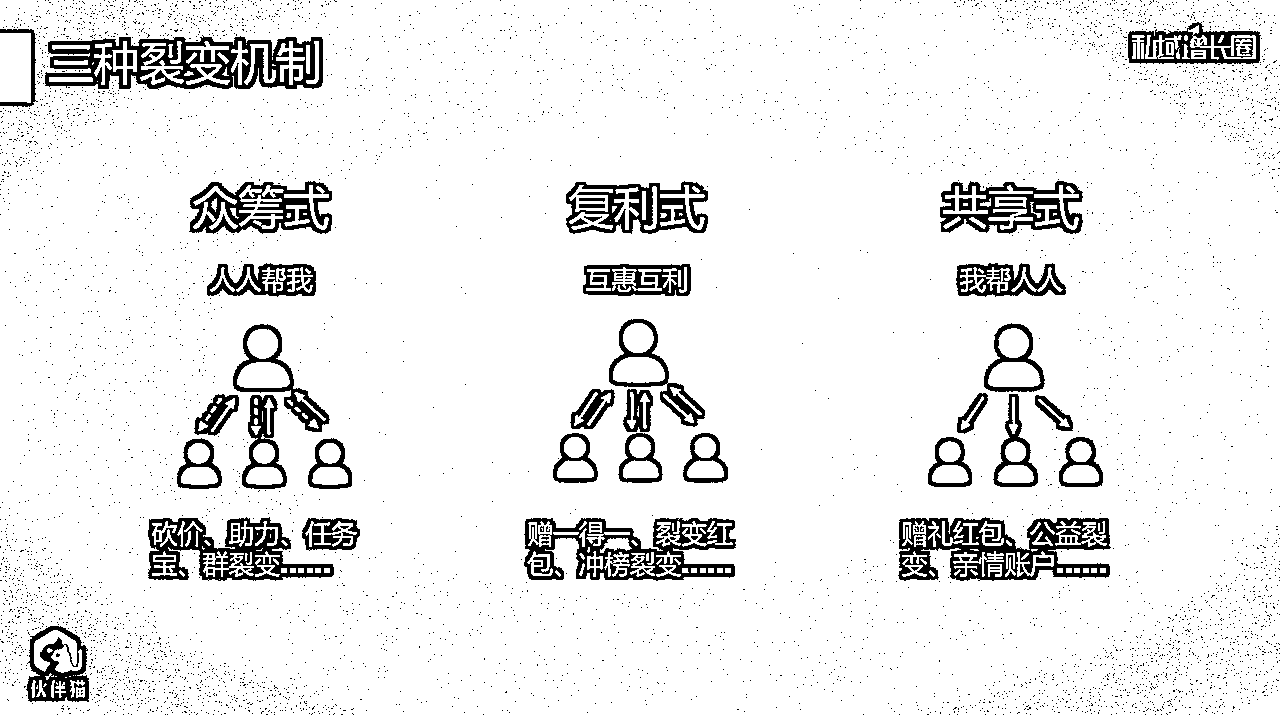 三种裂变机制
私域增长圈
众筹式
人人帮我
砍价、助力、任务
宝、群裂变......
复利式
互惠互利
赠一得一、裂变红
包、冲榜裂变......
共享式
我帮人人
赠礼红包、公益裂
变、亲情账户......
伙伴猫